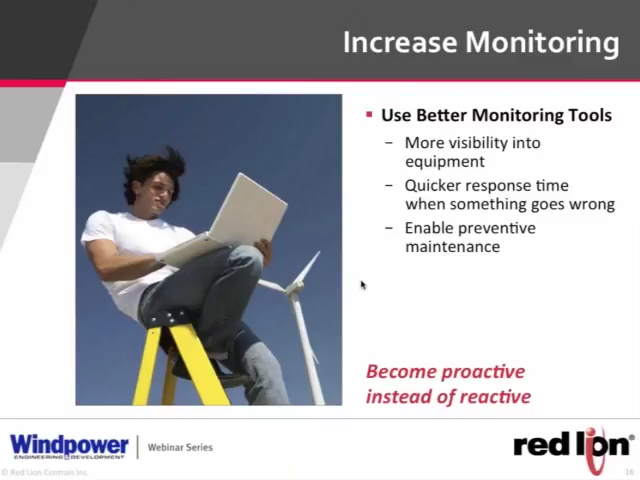 Increase Monitoring
▪ Use Better Monitoring Tools
– More visibility into
equipment
– Quicker response time
when something goes wrong
– Enable preventive
maintenance
Become proactive
instead of reactive
Windpower
ENGINEERING & DEVELOPMENT
Webinar Series
red lion®
© Red Lion Controls Inc.
16